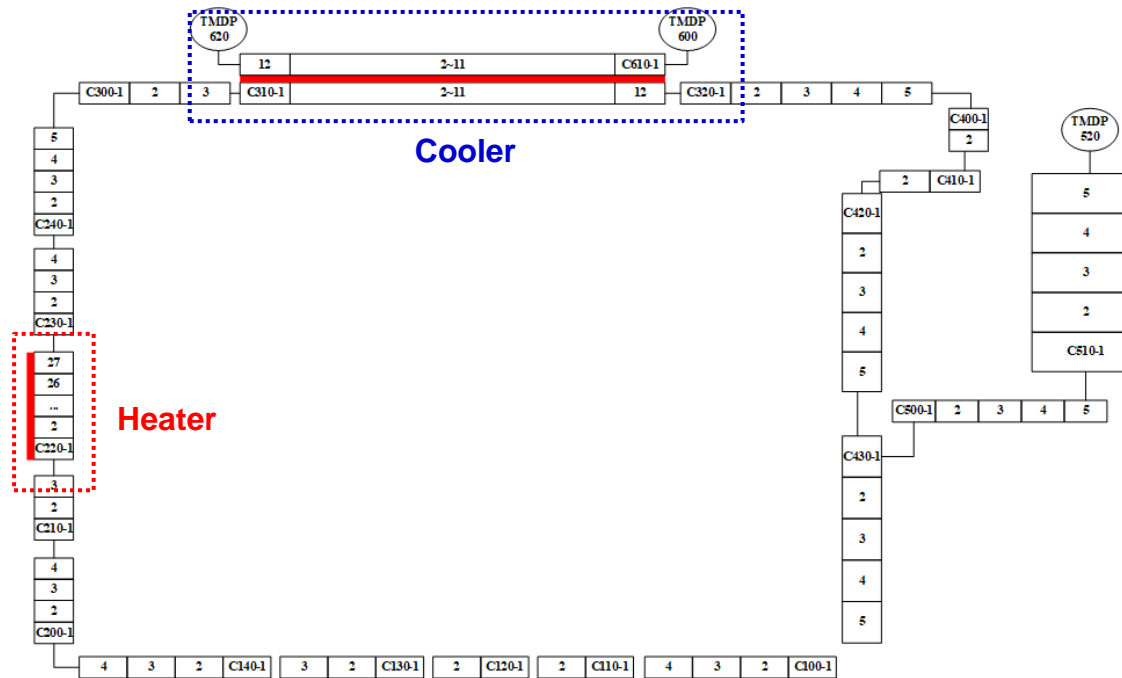 TMDP
620
TMDP
600
12
2~11
C610-1
C300-1
2
3
C310-1
2~11
12
C320-1
2
3
4
5
Cooler
C400-1
2
TMDP
520
2
C410-1
5
4
3
2
C240-1
C420-1
2
3
4
5
5
4
3
2
C510-1
4
3
2
C230-1
27
26
...
2
C220-1
Heater
C500-1
2
3
4
5
3
2
C210-1
C430-1
2
3
4
5
4
3
2
C200-1
4
3
2
C140-1
3
2
C130-1
2
C120-1
2
C110-1
4
3
2
C100-1